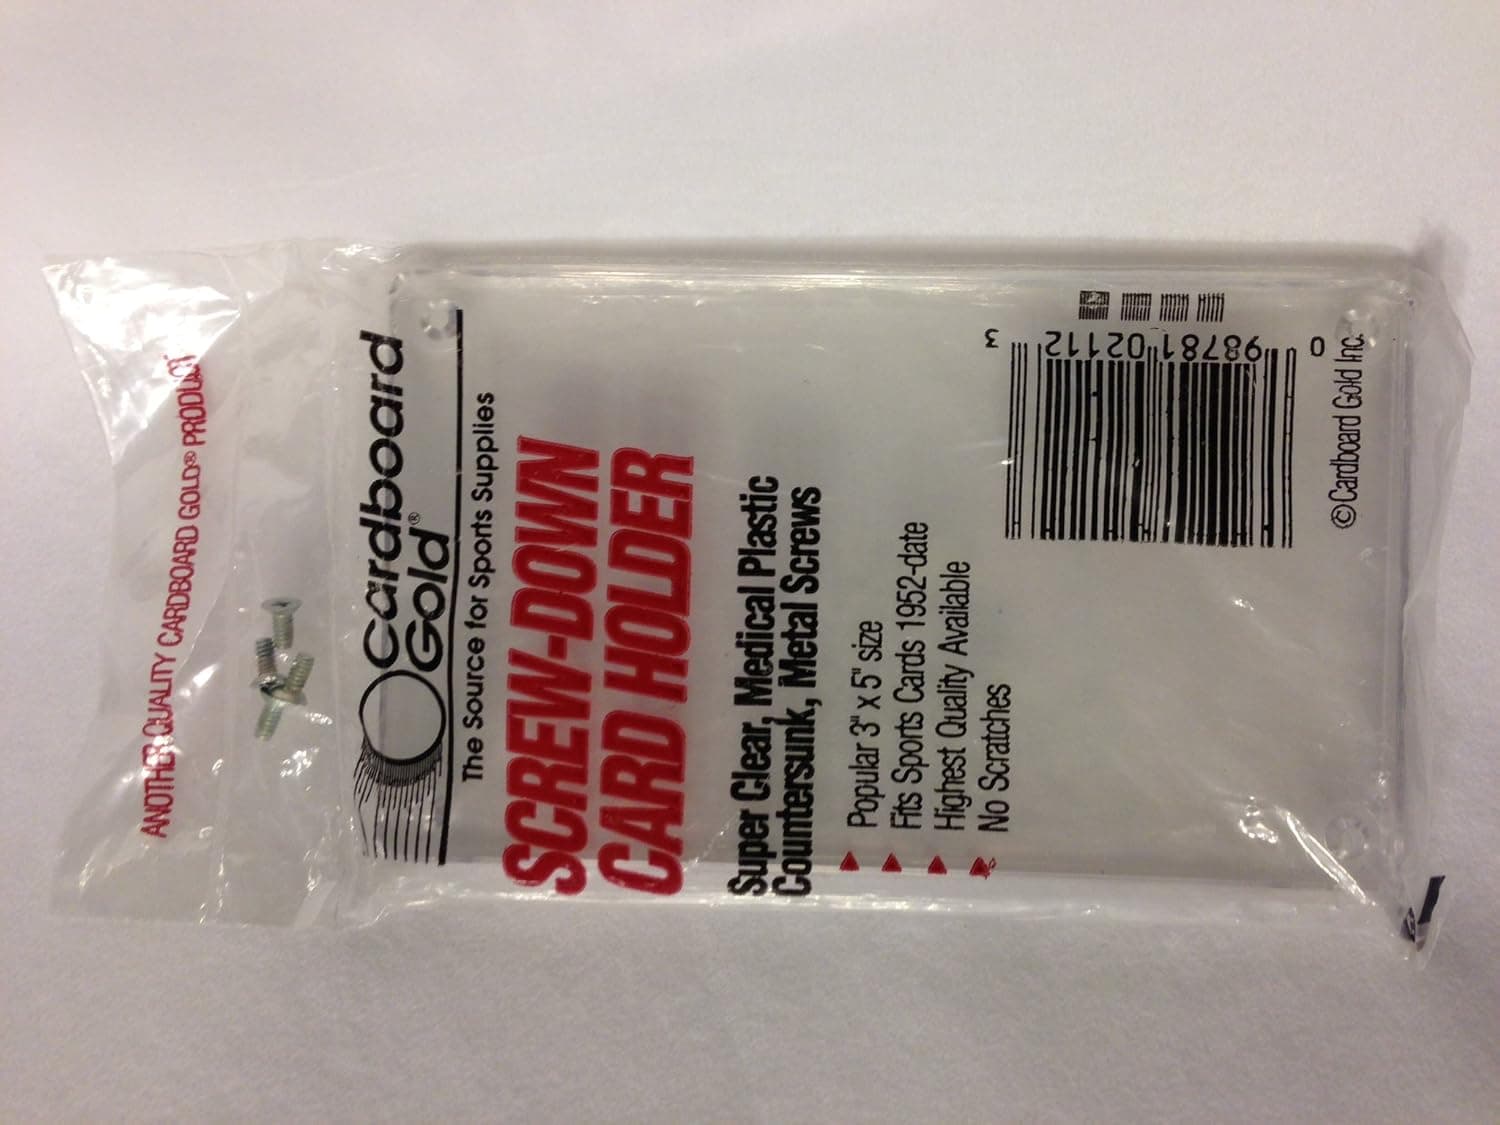 ANOTHER QUALITY CARDBOARD GOLD® PRODUCT
Cardboard
Gold®
The Source for Sports Supplies
SCREW-DOWN
CARD HOLDER
Super Clear, Medical Plastic
Countersunk, Metal Screws
Popular 3" x 5" size
Fits Sports Cards 1952-date
Highest Quality Available
No Scratches
0 98781 02112 3
© Cardboard Gold Inc.